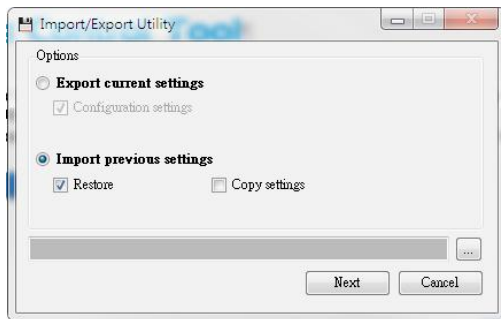 Import/Export Utility
Options
Export current settings
Configuration settings
Import previous settings
Restore
Copy settings
...
Next
Cancel